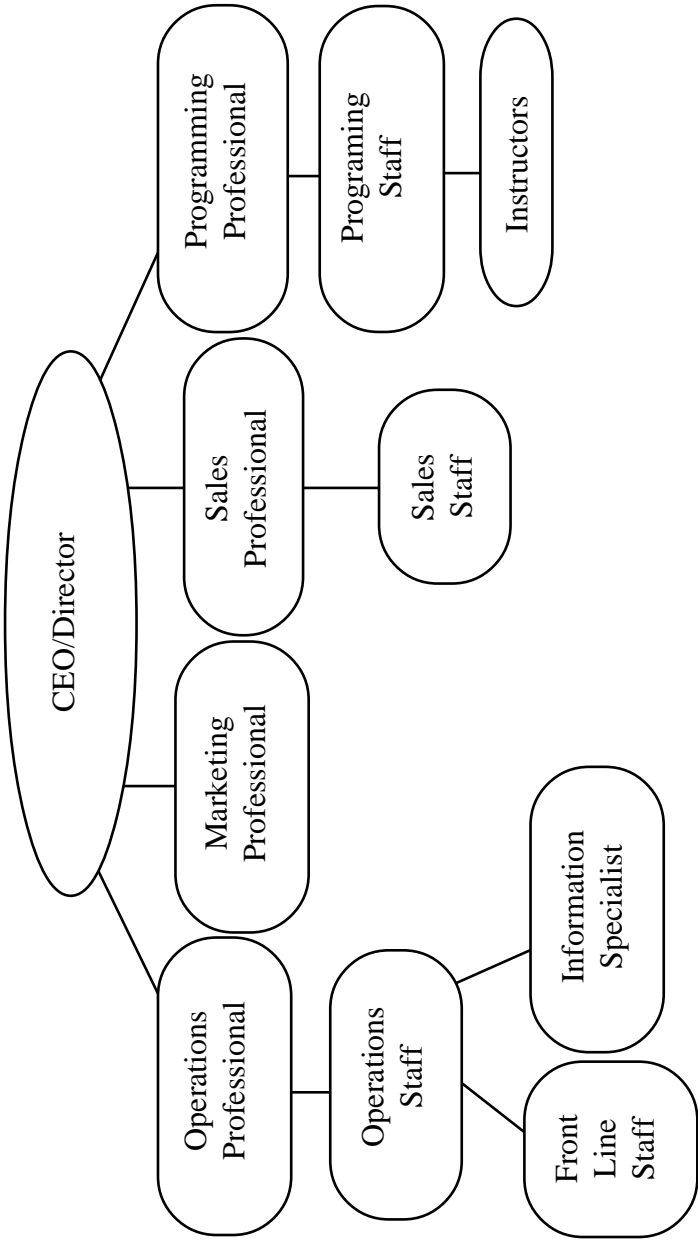 CEO/Director
Operations
Professional
Marketing
Professional
Sales
Professional
Programming
Professional
Operations
Staff
Sales
Staff
Programing
Staff
Front
Line
Staff
Information
Specialist
Instructors